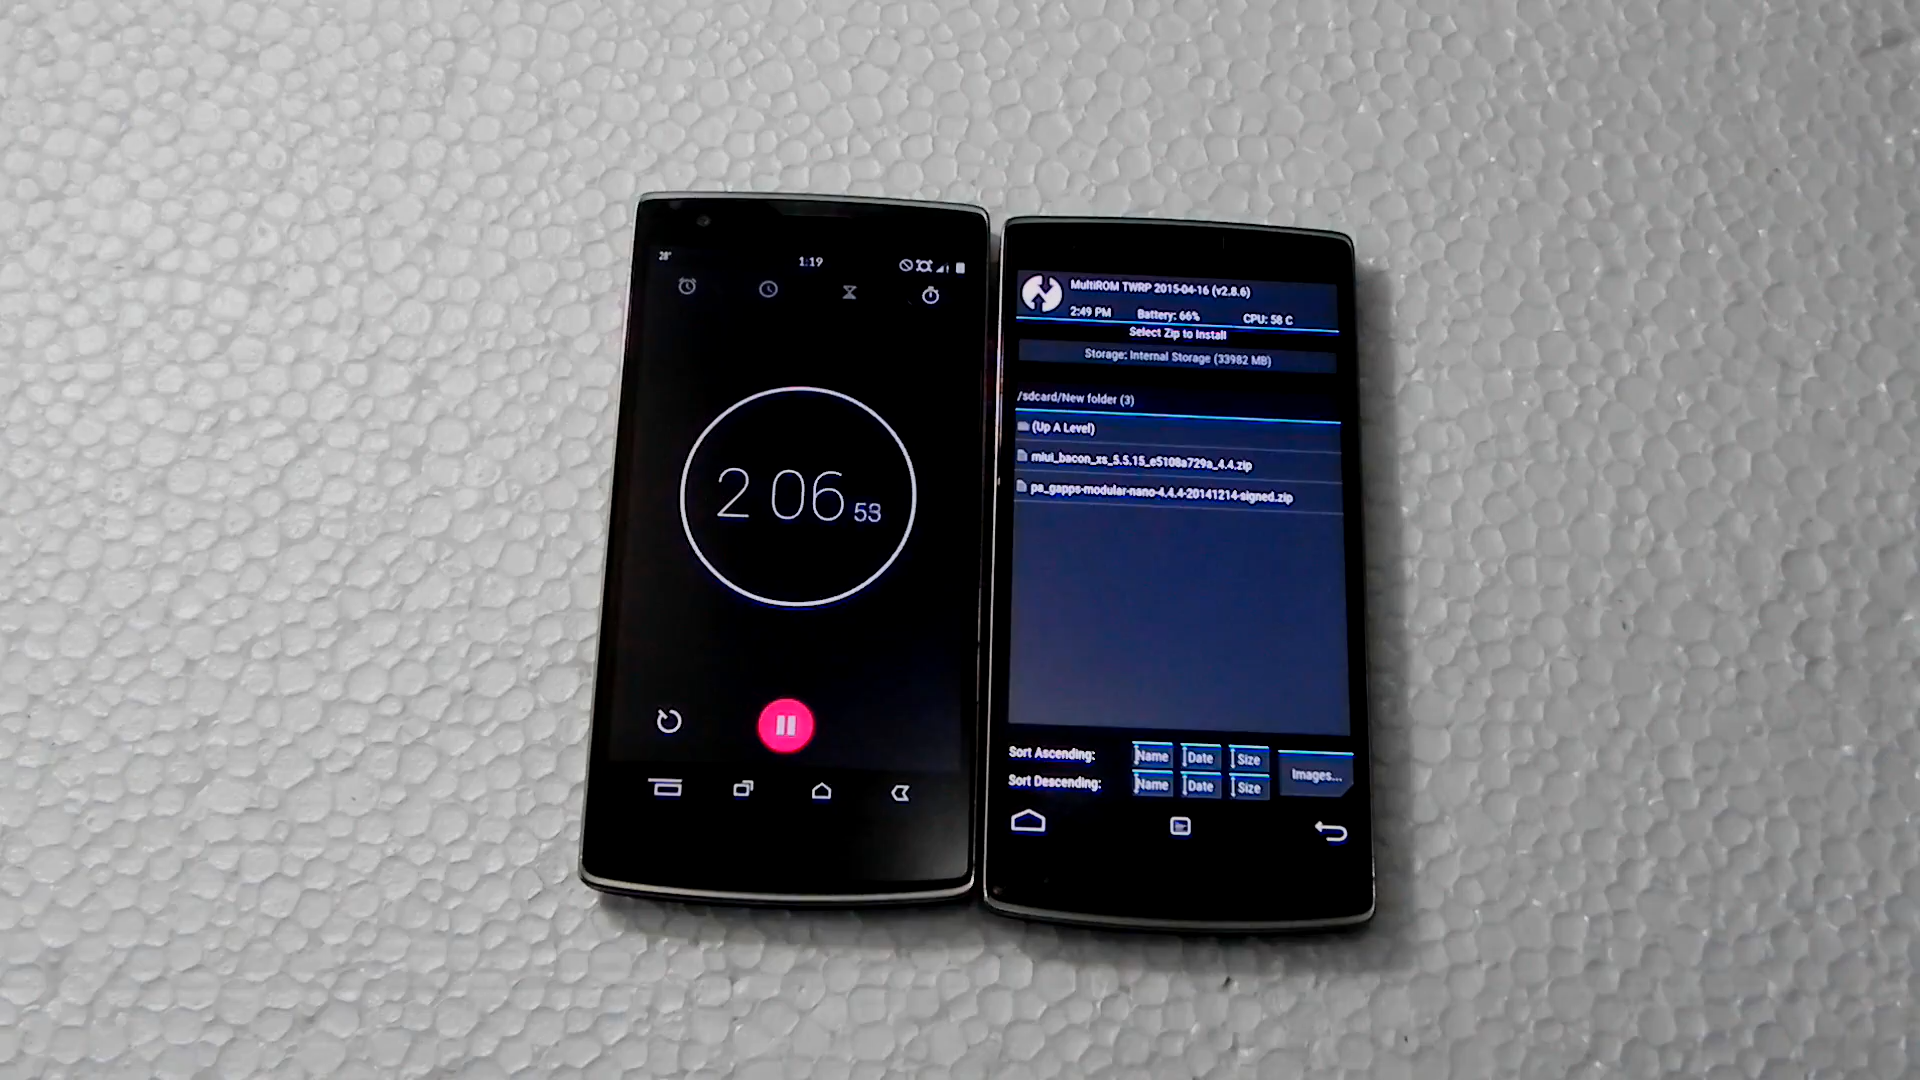 28°
1:19
2 06 53
MultiROM TWRP 2015-04-16 (v2.8.6)
2:49 PM Battery: 66% CPU: 58 C
Select Zip to Install
Storage: Internal Storage (33982 MB)
/sdcard/New folder (3)
(Up A Level)
miui_bacon_xs_5.5.15_e5108a729a_4.4.zip
pa_gapps-modular-nano-4.4.4-20141214-signed.zip
Sort Ascending: Name Date Size
Images...
Sort Descending: Name Date Size